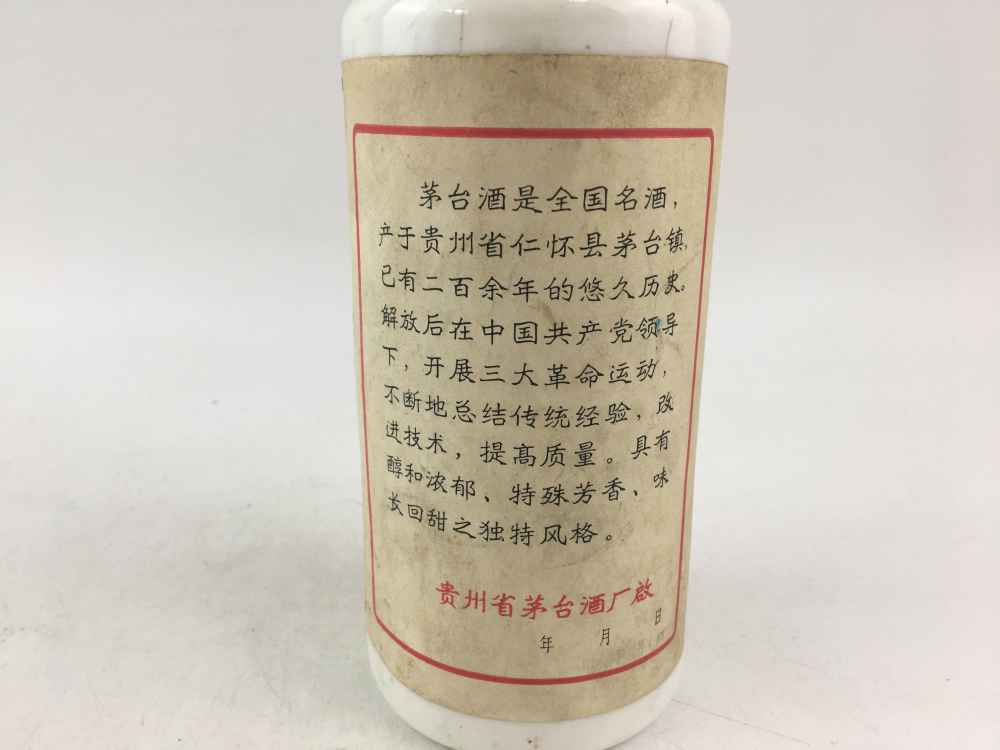 茅台酒是全国名酒，
产于贵州省仁怀县茅台镇，
已有二百余年的悠久历史。
解放后在中国共产党领导
下，开展三大革命运动，
不断地总结传统经验，改
进技术，提高质量。具有
醇和浓郁、特殊芳香、味
长回甜之独特风格。
贵州省茅台酒厂啟
年 月 日